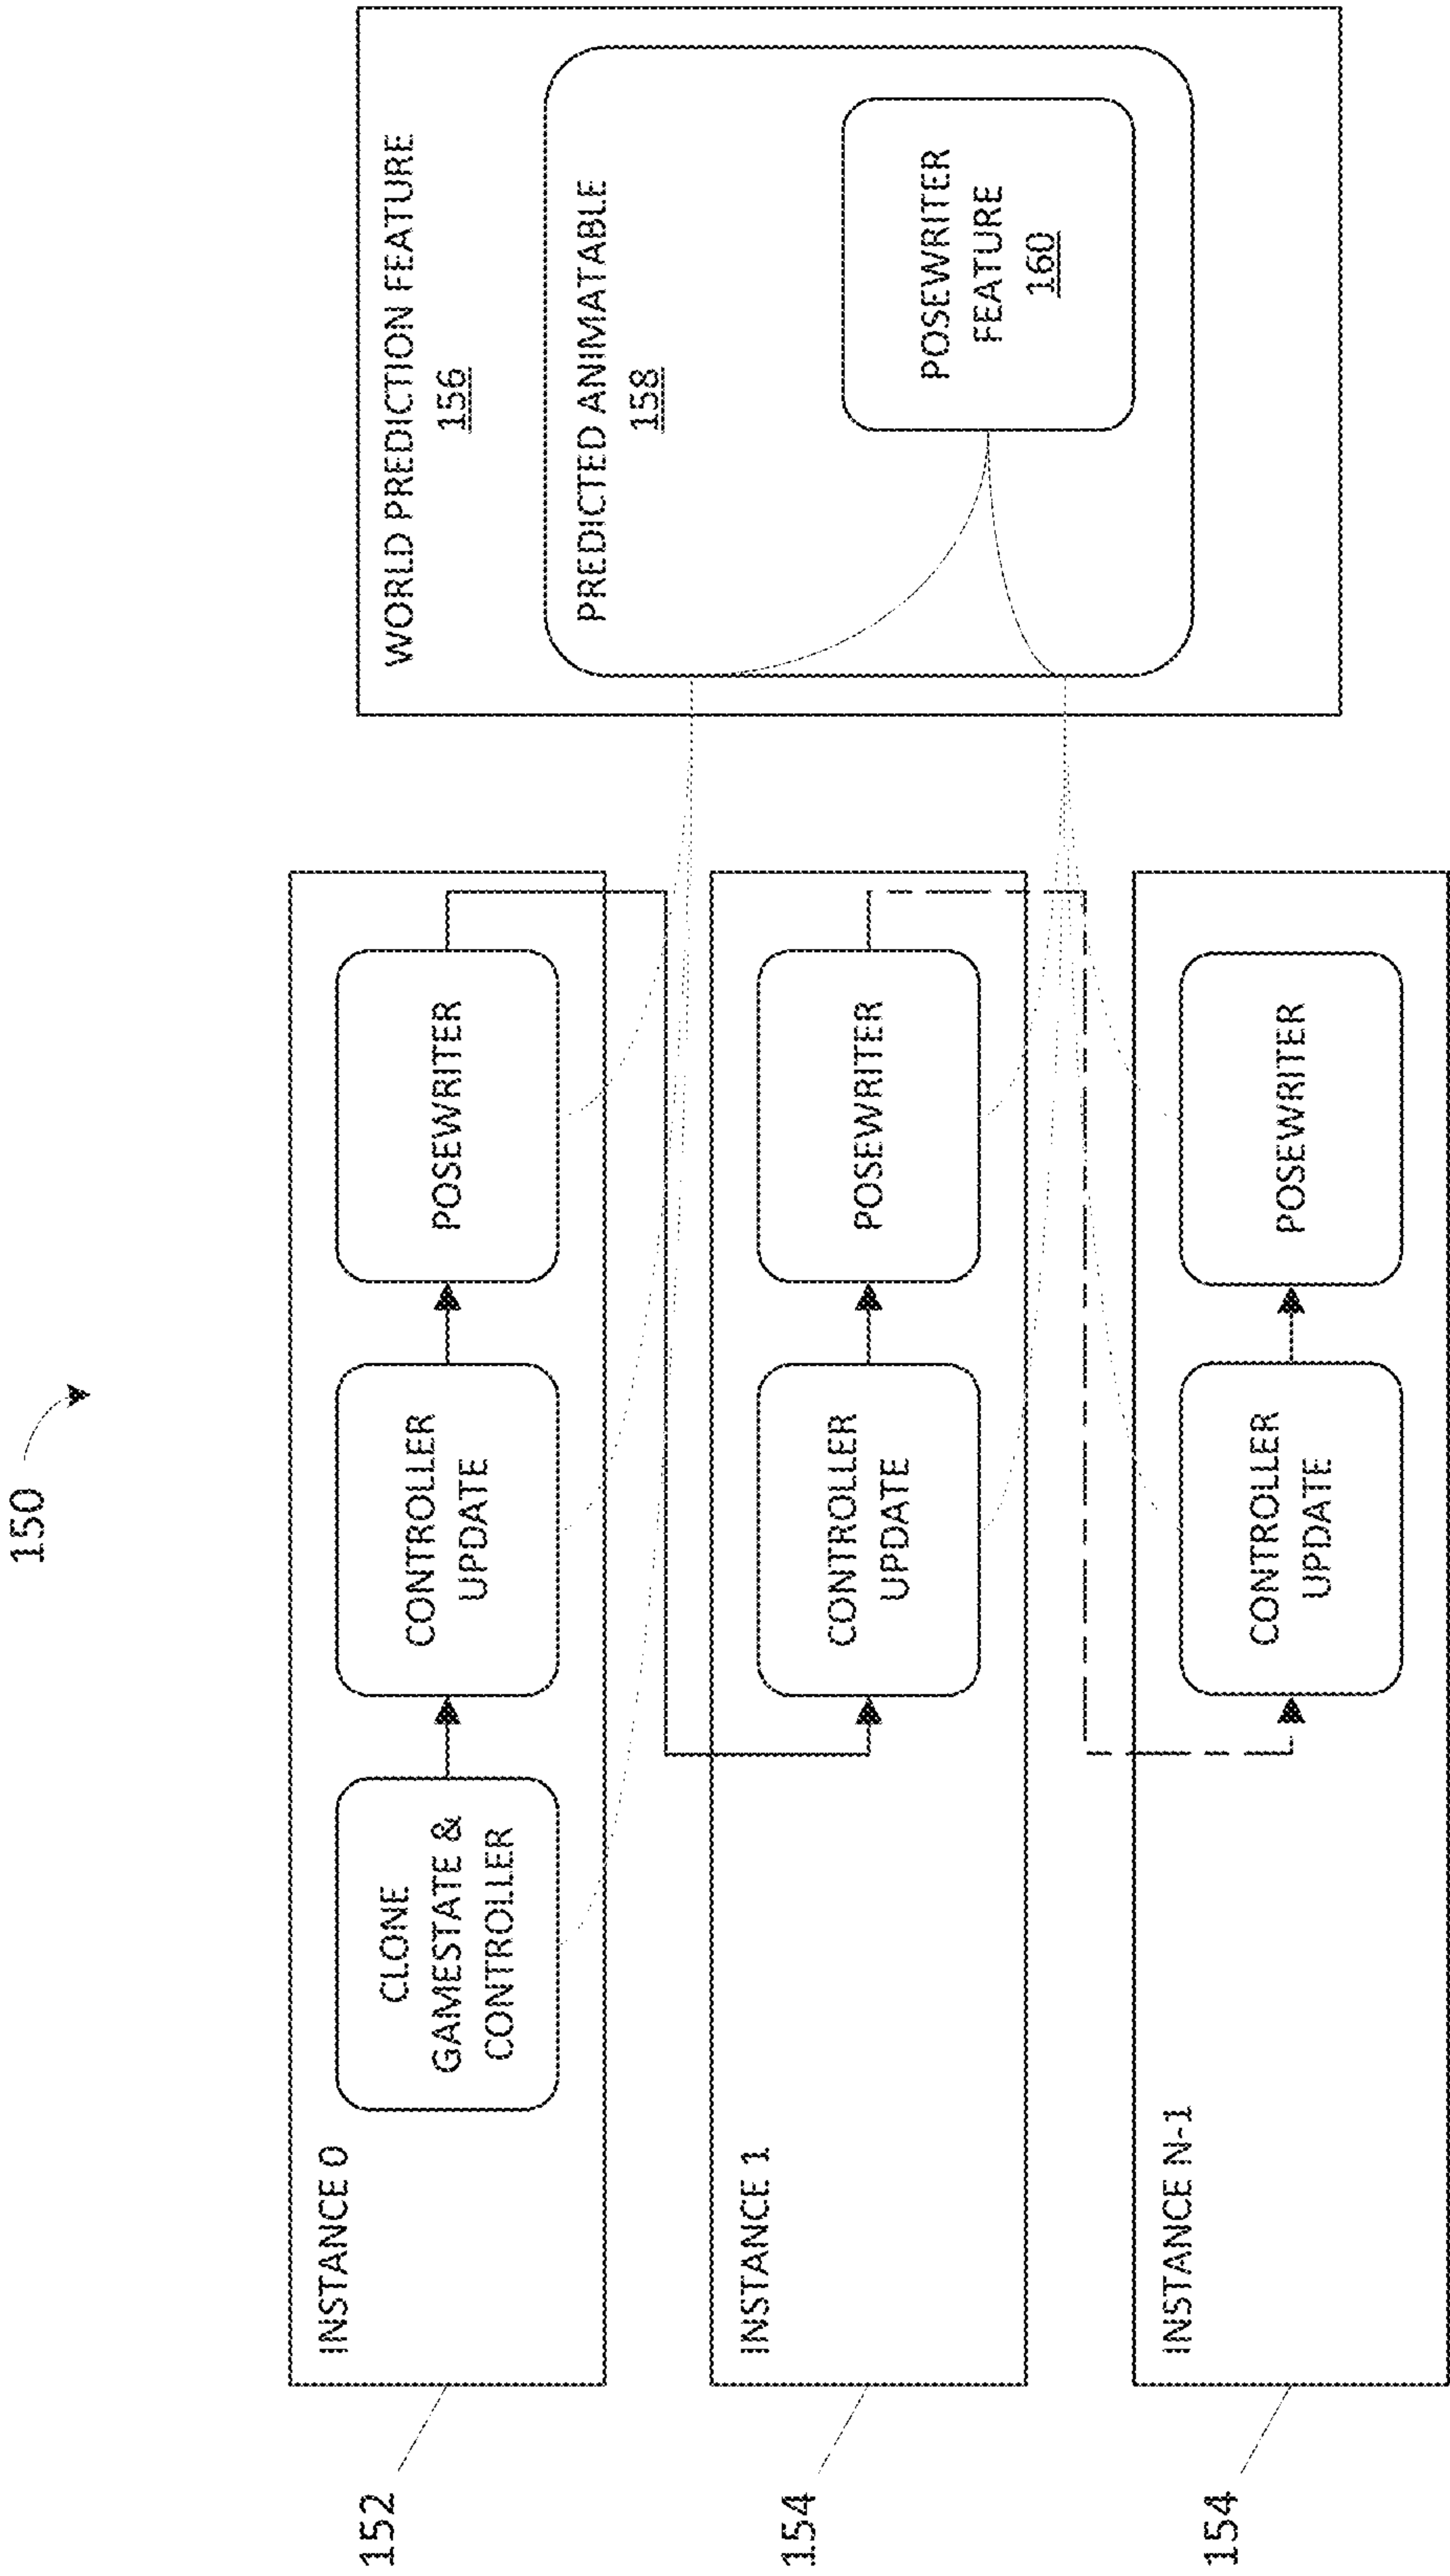 150
152
INSTANCE 0
CLONE
GAMESTATE &
CONTROLLER
CONTROLLER
UPDATE
POSEWRITER
154
INSTANCE 1
CONTROLLER
UPDATE
POSEWRITER
154
INSTANCE N-1
CONTROLLER
UPDATE
POSEWRITER
WORLD PREDICTION FEATURE
156
PREDICTED ANIMATABLE
158
POSEWRITER
FEATURE
160